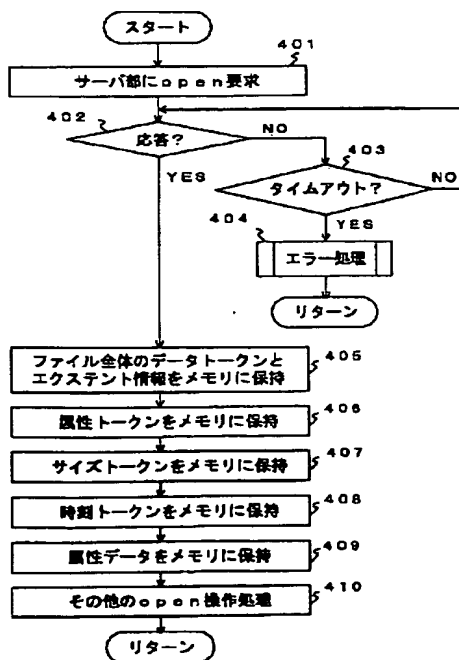 スタート
401
サーバ部にopen要求
402
応答?
NO
403
YES
タイムアウト?
NO
404
YES
エラー処理
リターン
ファイル全体のデータトークンと
エクステント情報をメモリに保持
405
406
属性トークンをメモリに保持
407
サイズトークンをメモリに保持
408
時刻トークンをメモリに保持
409
属性データをメモリに保持
410
その他のopen操作処理
リターン